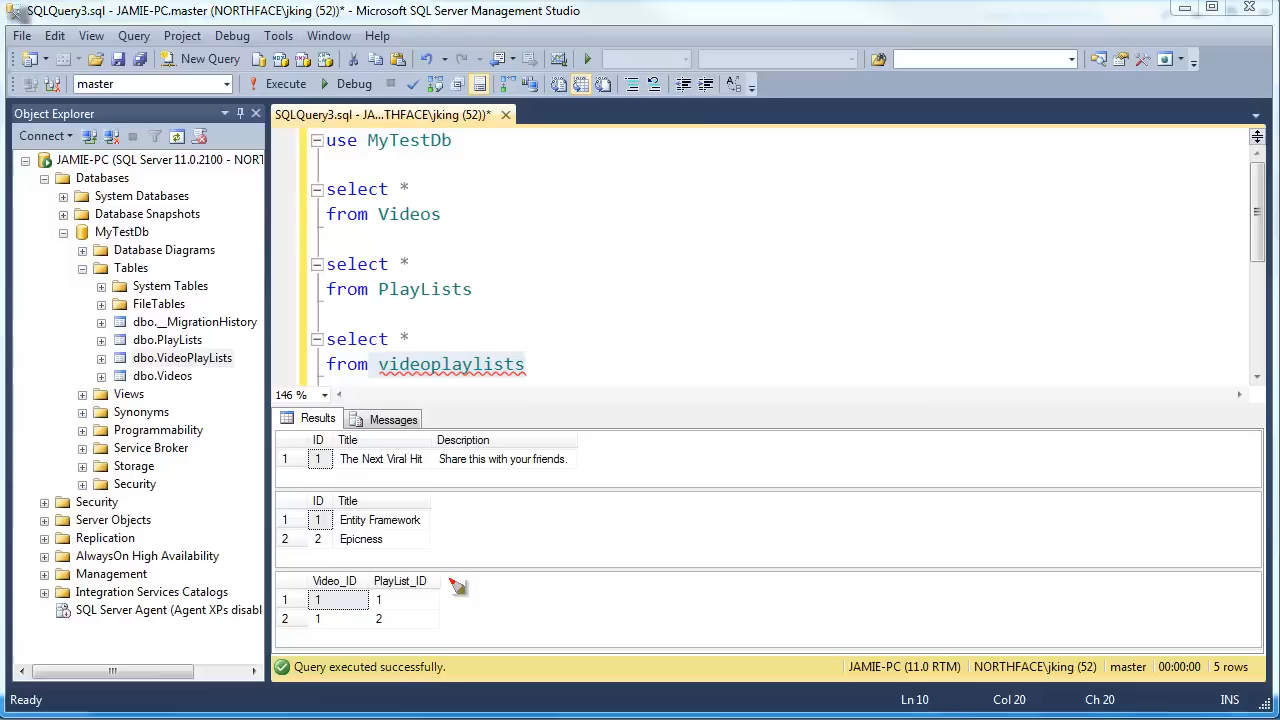 SQLQuery3.sql - JAMIE-PC.master (NORTHFACE\jking (52))* - Microsoft SQL Server Management Studio
File Edit View Query Project Debug Tools Window Help
New Query
master Execute Debug
Object Explorer
SQLQuery3.sql - JA...THFACE\jking (52))*
Connect
JAMIE-PC (SQL Server 11.0.2100 - NORT
Databases
System Databases
Database Snapshots
MyTestDb
Database Diagrams
Tables
System Tables
FileTables
dbo.__MigrationHistory
dbo.PlayLists
dbo.VideoPlayLists
dbo.Videos
Views
Synonyms
Programmability
Service Broker
Storage
Security
Security
Server Objects
Replication
AlwaysOn High Availability
Management
Integration Services Catalogs
SQL Server Agent (Agent XPs disabl
use MyTestDb
select *
from Videos
select *
from PlayLists
select *
from videoplaylists
146 %
Results Messages
ID Title Description
1 1 The Next Viral Hit Share this with your friends.
ID Title
1 1 Entity Framework
2 2 Epicness
Video_ID PlayList_ID
1 1 1
2 1 2
Query executed successfully. JAMIE-PC (11.0 RTM) NORTHFACE\jking (52) master 00:00:00 5 rows
Ready Ln 10 Col 20 Ch 20 INS